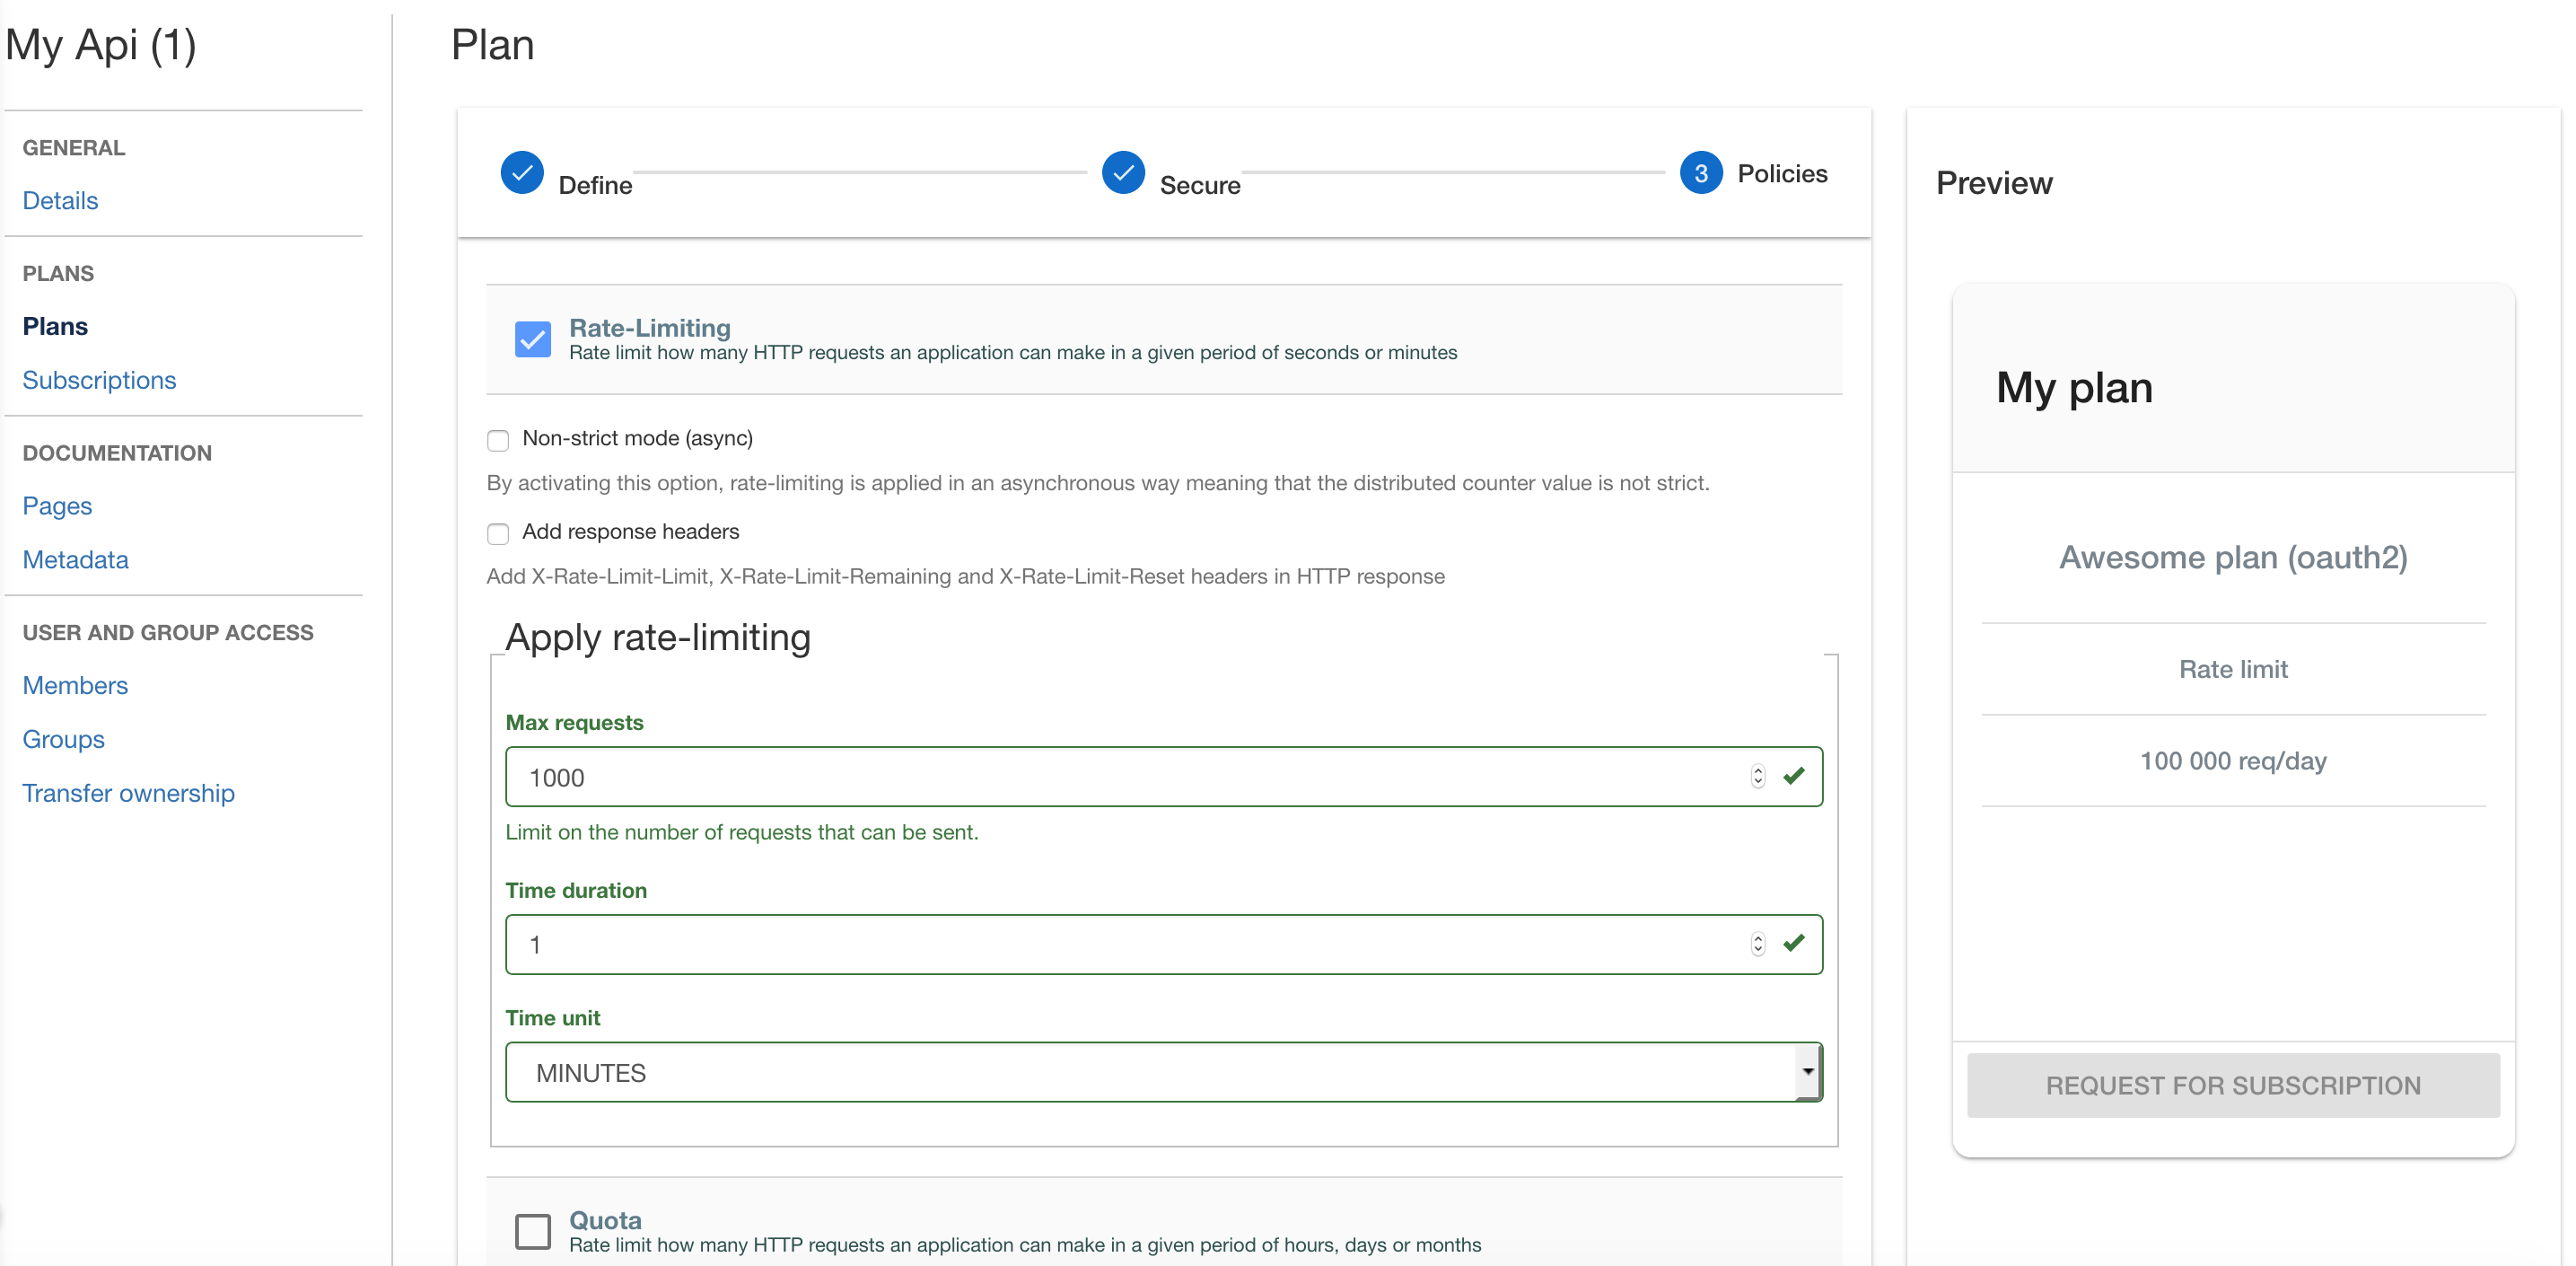 My Api (1)
GENERAL
Details
PLANS
Plans
Subscriptions
DOCUMENTATION
Pages
Metadata
USER AND GROUP ACCESS
Members
Groups
Transfer ownership
Plan
Define
Secure
3 Policies
Rate-Limiting
Rate limit how many HTTP requests an application can make in a given period of seconds or minutes
Non-strict mode (async)
By activating this option, rate-limiting is applied in an asynchronous way meaning that the distributed counter value is not strict.
Add response headers
Add X-Rate-Limit-Limit, X-Rate-Limit-Remaining and X-Rate-Limit-Reset headers in HTTP response
Apply rate-limiting
Max requests
1000
Limit on the number of requests that can be sent.
Time duration
1
Time unit
MINUTES
Quota
Rate limit how many HTTP requests an application can make in a given period of hours, days or months
Preview
My plan
Awesome plan (oauth2)
Rate limit
100 000 req/day
REQUEST FOR SUBSCRIPTION